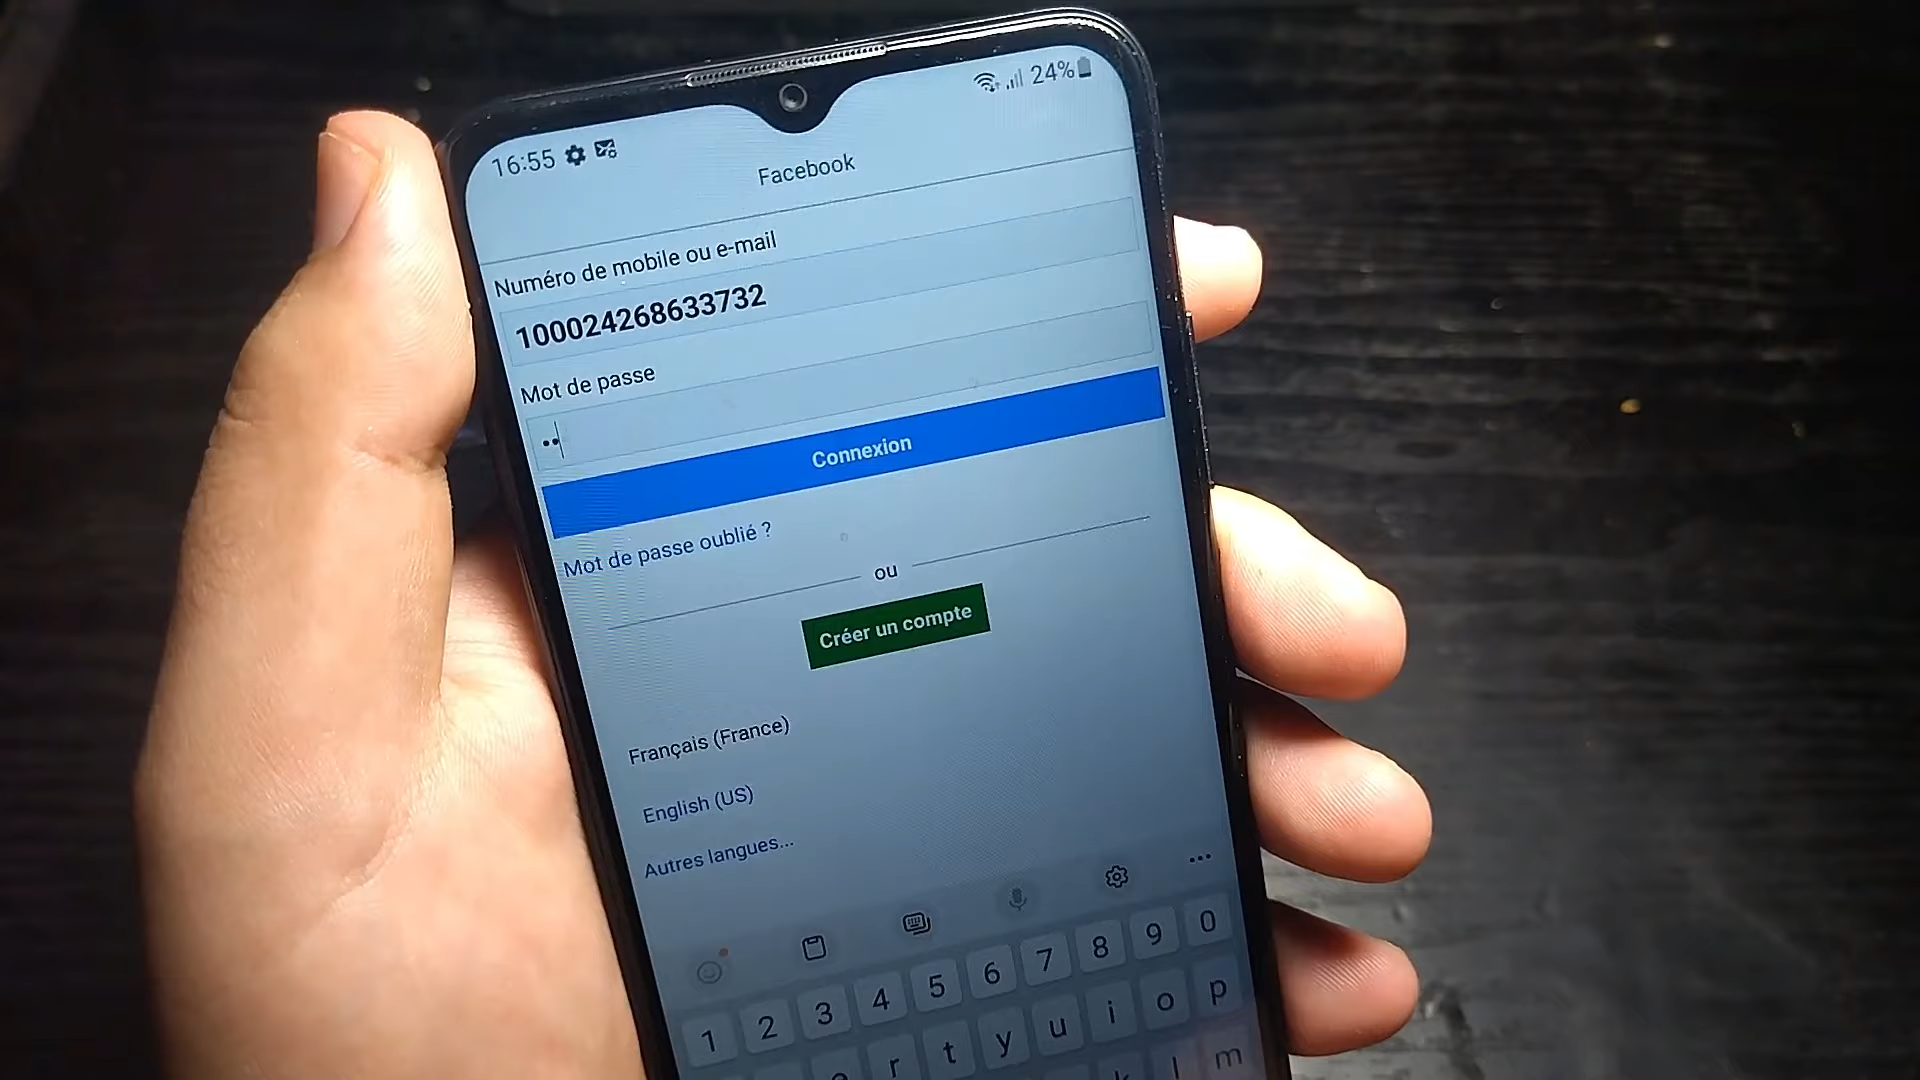 16:55
24%
Facebook
Numéro de mobile ou e-mail
100024268633732
Mot de passe
Connexion
Mot de passe oublié ?
ou
Créer un compte
Français (France)
English (US)
Autres langues...
1 2 3 4 5 6 7 8 9 0
r t y u i o p
l m